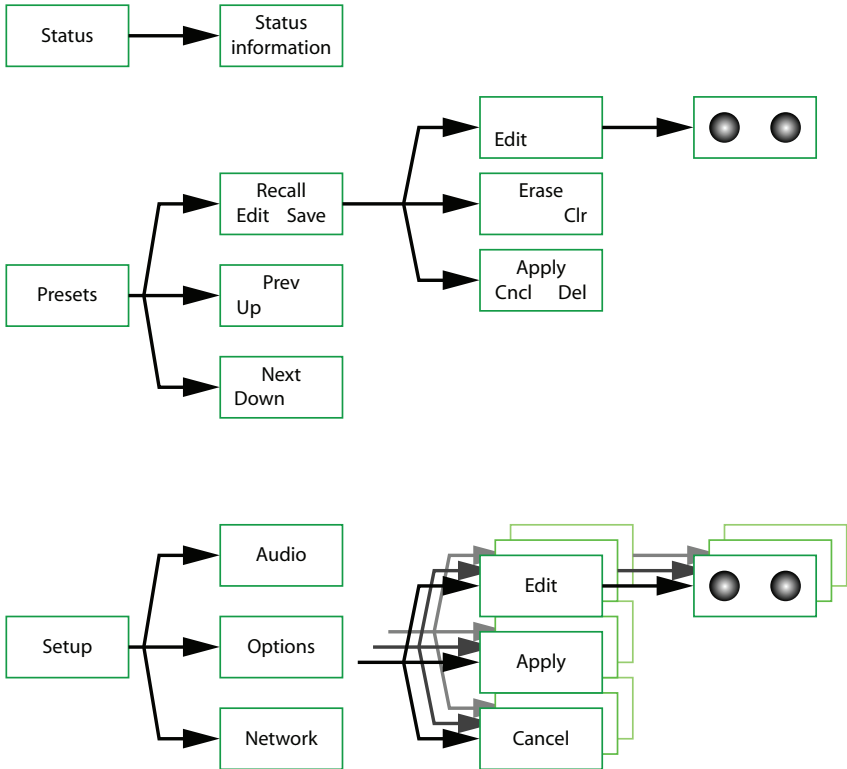 Status
Status
information
Edit
Recall
Edit Save
Erase
Clr
Presets
Prev
Up
Apply
Cncl Del
Next
Down
Audio
Edit
Setup
Options
Apply
Network
Cancel